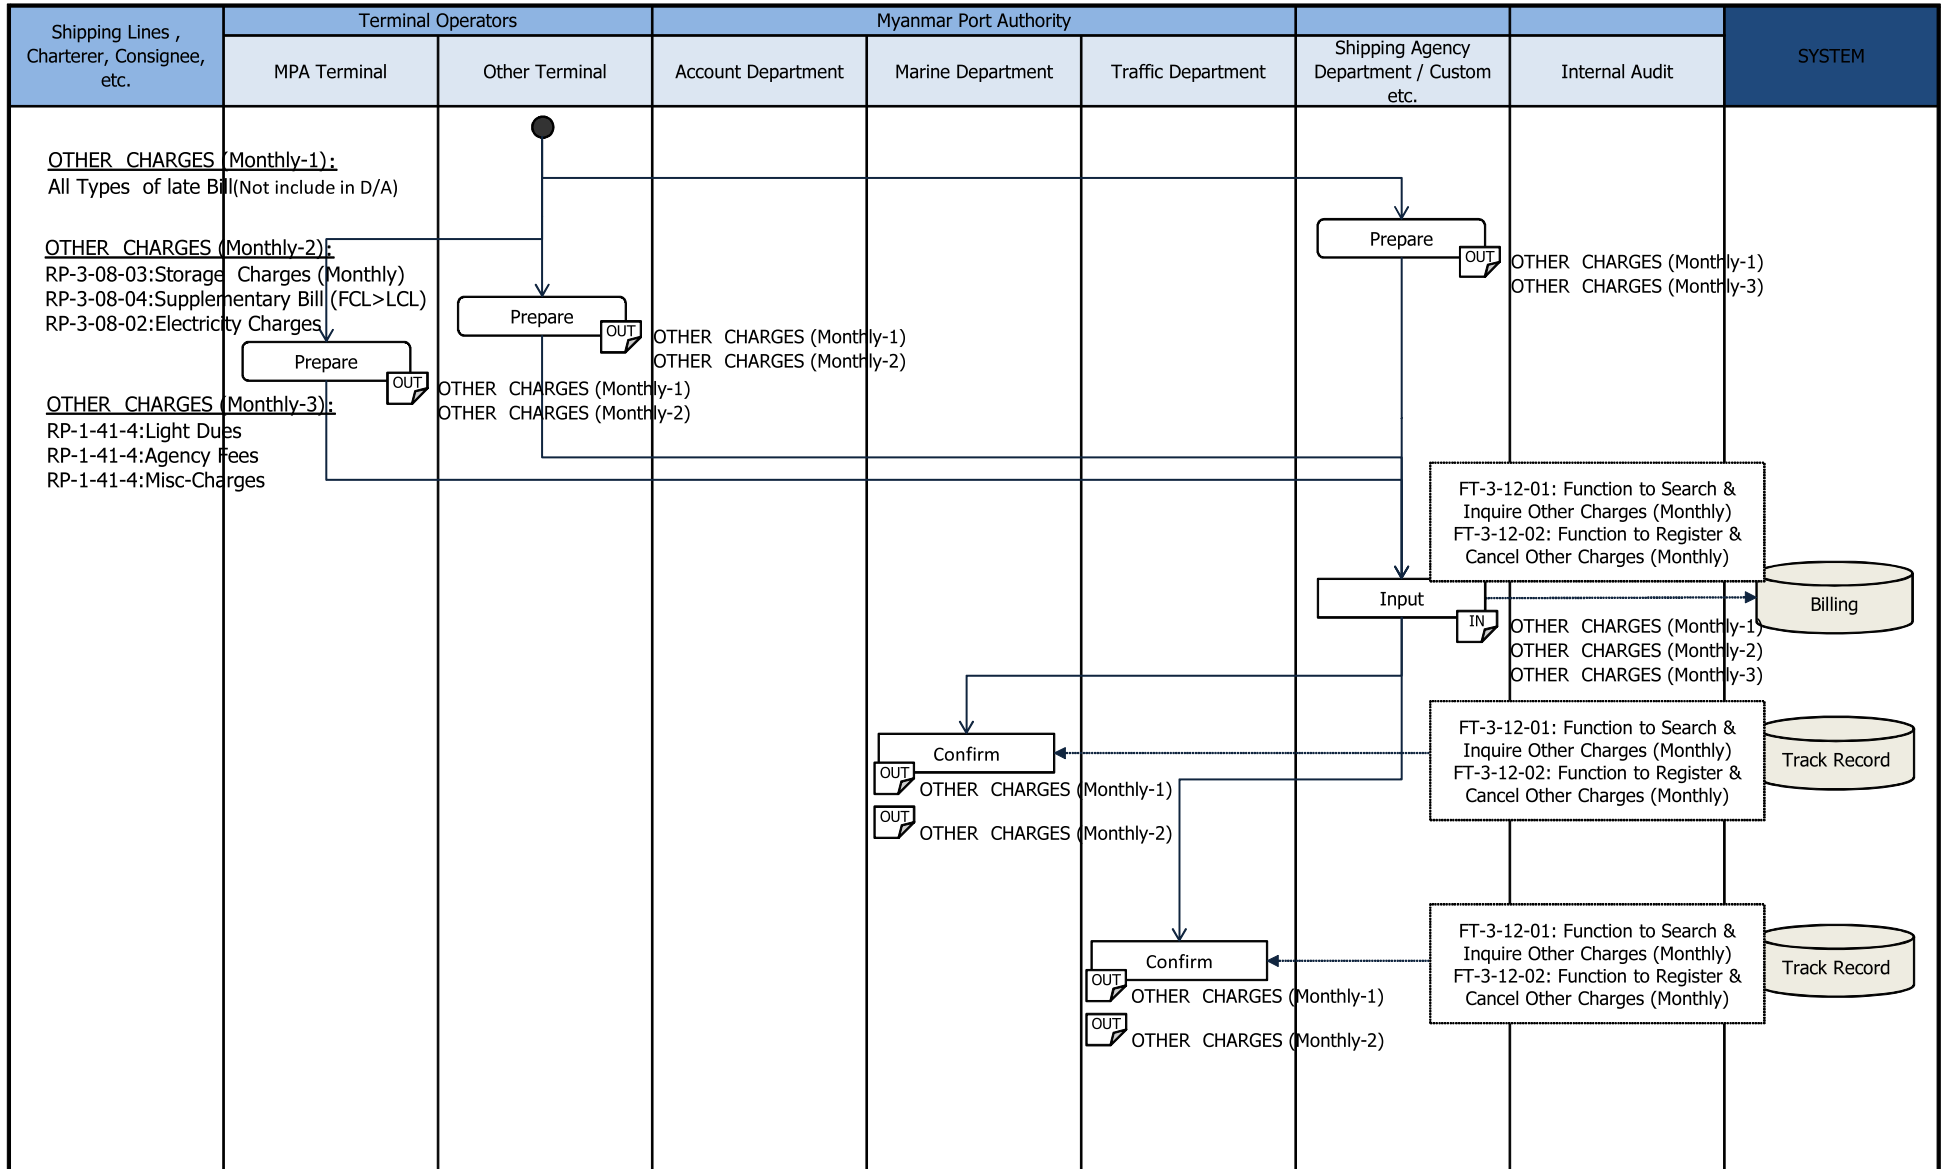 Shipping Lines ,
Charterer, Consignee,
etc.
Terminal Operators
Myanmar Port Authority
MPA Terminal
Other Terminal
Account Department
Marine Department
Traffic Department
Shipping Agency
Department / Custom
etc.
Internal Audit
SYSTEM
OTHER CHARGES (Monthly-1):
All Types of late Bill(Not include in D/A)
OTHER CHARGES (Monthly-2):
RP-3-08-03:Storage Charges (Monthly)
RP-3-08-04:Supplementary Bill (FCL>LCL)
RP-3-08-02:Electricity Charges
OTHER CHARGES (Monthly-3):
RP-1-41-4:Light Dues
RP-1-41-4:Agency Fees
RP-1-41-4:Misc-Charges
Prepare
OUT
OTHER CHARGES (Monthly-1)
OTHER CHARGES (Monthly-3)
Prepare
OUT
OTHER CHARGES (Monthly-1)
OTHER CHARGES (Monthly-2)
Prepare
OUT
OTHER CHARGES (Monthly-1)
OTHER CHARGES (Monthly-2)
FT-3-12-01: Function to Search &
Inquire Other Charges (Monthly)
FT-3-12-02: Function to Register &
Cancel Other Charges (Monthly)
Input
IN
Billing
OTHER CHARGES (Monthly-1)
OTHER CHARGES (Monthly-2)
OTHER CHARGES (Monthly-3)
Confirm
OUT
OTHER CHARGES (Monthly-1)
OUT
OTHER CHARGES (Monthly-2)
FT-3-12-01: Function to Search &
Inquire Other Charges (Monthly)
FT-3-12-02: Function to Register &
Cancel Other Charges (Monthly)
Track Record
Confirm
OUT
OTHER CHARGES (Monthly-1)
OUT
OTHER CHARGES (Monthly-2)
FT-3-12-01: Function to Search &
Inquire Other Charges (Monthly)
FT-3-12-02: Function to Register &
Cancel Other Charges (Monthly)
Track Record